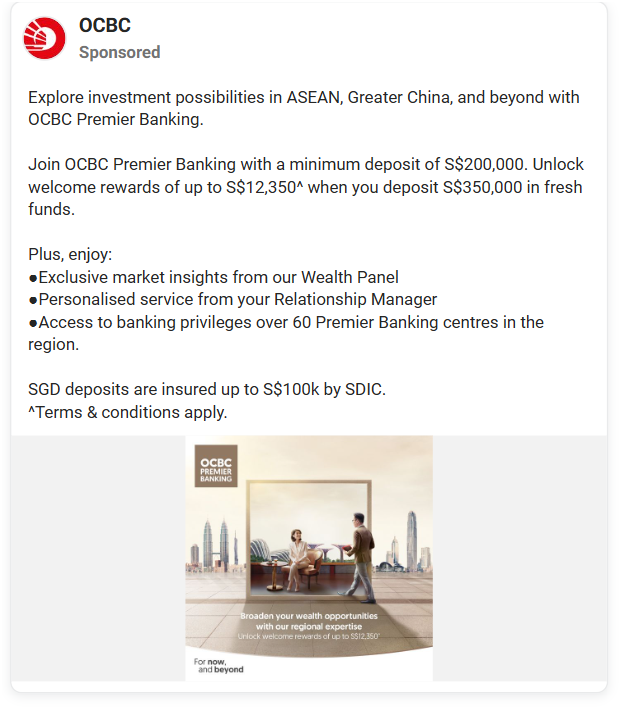 OCBC
Sponsored
Explore investment possibilities in ASEAN, Greater China, and beyond with
OCBC Premier Banking.
Join OCBC Premier Banking with a minimum deposit of S$200,000. Unlock
welcome rewards of up to S$12,350^ when you deposit S$350,000 in fresh
funds.
Plus, enjoy:
●Exclusive market insights from our Wealth Panel
●Personalised service from your Relationship Manager
●Access to banking privileges over 60 Premier Banking centres in the
region.
SGD deposits are insured up to S$100k by SDIC.
^Terms & conditions apply.
OCBC
PREMIER
BANKING
Broaden your wealth opportunities
with our regional expertise
Unlock welcome rewards of up to S$12,350^
For now,
and beyond